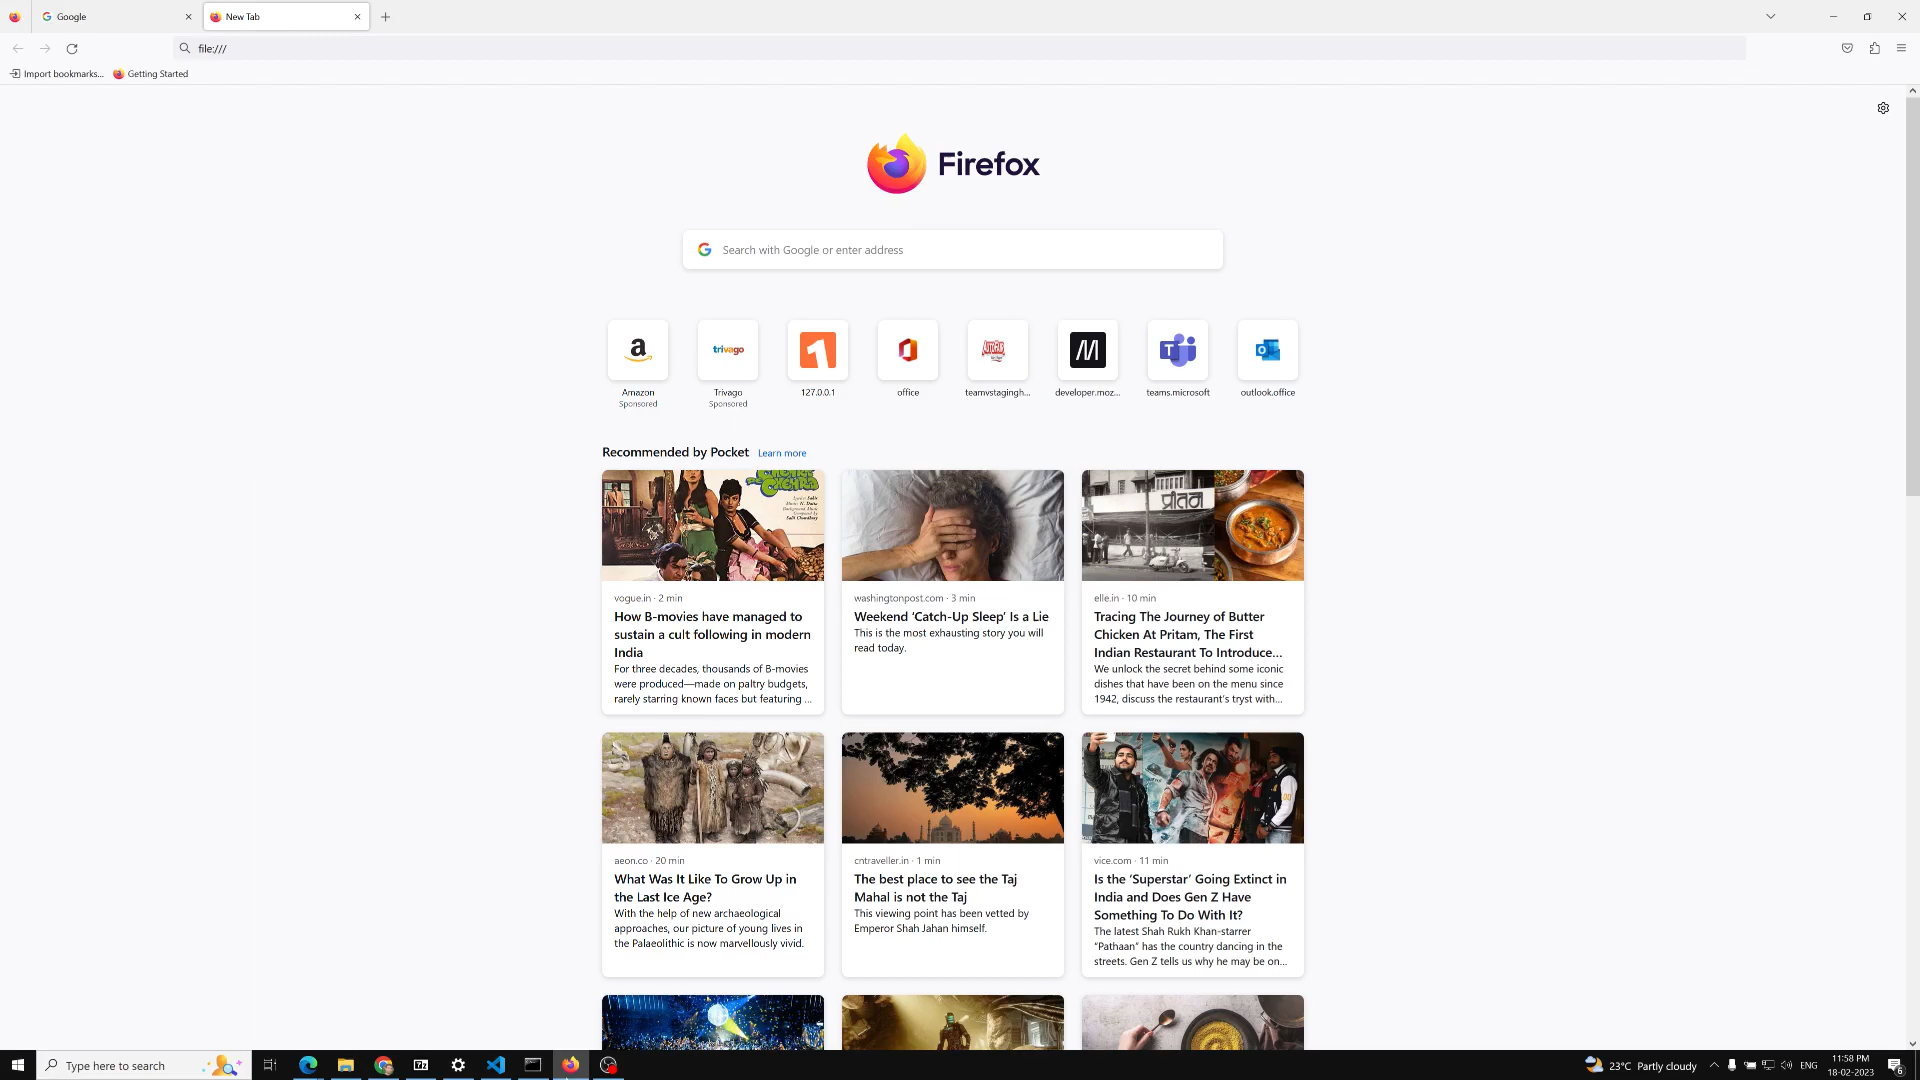 Google
New Tab
file:///
Import bookmarks...
Getting Started
Firefox
Search with Google or enter address
a
trivago
Amazon
Sponsored
Trivago
Sponsored
127.0.0.1
office
teamvstagingh...
developer.moz...
teams.microsoft
outlook.office
Recommended by Pocket Learn more
vogue.in · 2 min
How B-movies have managed to
sustain a cult following in modern
India
For three decades, thousands of B-movies
were produced—made on paltry budgets,
rarely starring known faces but featuring ...
washingtonpost.com · 3 min
Weekend ‘Catch-Up Sleep’ Is a Lie
This is the most exhausting story you will
read today.
प्रीतम
elle.in · 10 min
Tracing The Journey of Butter
Chicken At Pritam, The First
Indian Restaurant To Introduce...
We unlock the secret behind some iconic
dishes that have been on the menu since
1942, discuss the restaurant’s tryst with...
aeon.co · 20 min
What Was It Like To Grow Up in
the Last Ice Age?
With the help of new archaeological
approaches, our picture of young lives in
the Palaeolithic is now marvellously vivid.
cntraveller.in · 1 min
The best place to see the Taj
Mahal is not the Taj
This viewing point has been vetted by
Emperor Shah Jahan himself.
vice.com · 11 min
Is the ‘Superstar’ Going Extinct in
India and Does Gen Z Have
Something To Do With It?
The latest Shah Rukh Khan-starrer
“Pathaan” has the country dancing in the
streets. Gen Z tells us why he may be on...
Type here to search
23°C Partly cloudy
ENG
11:58 PM
18-02-2023
6